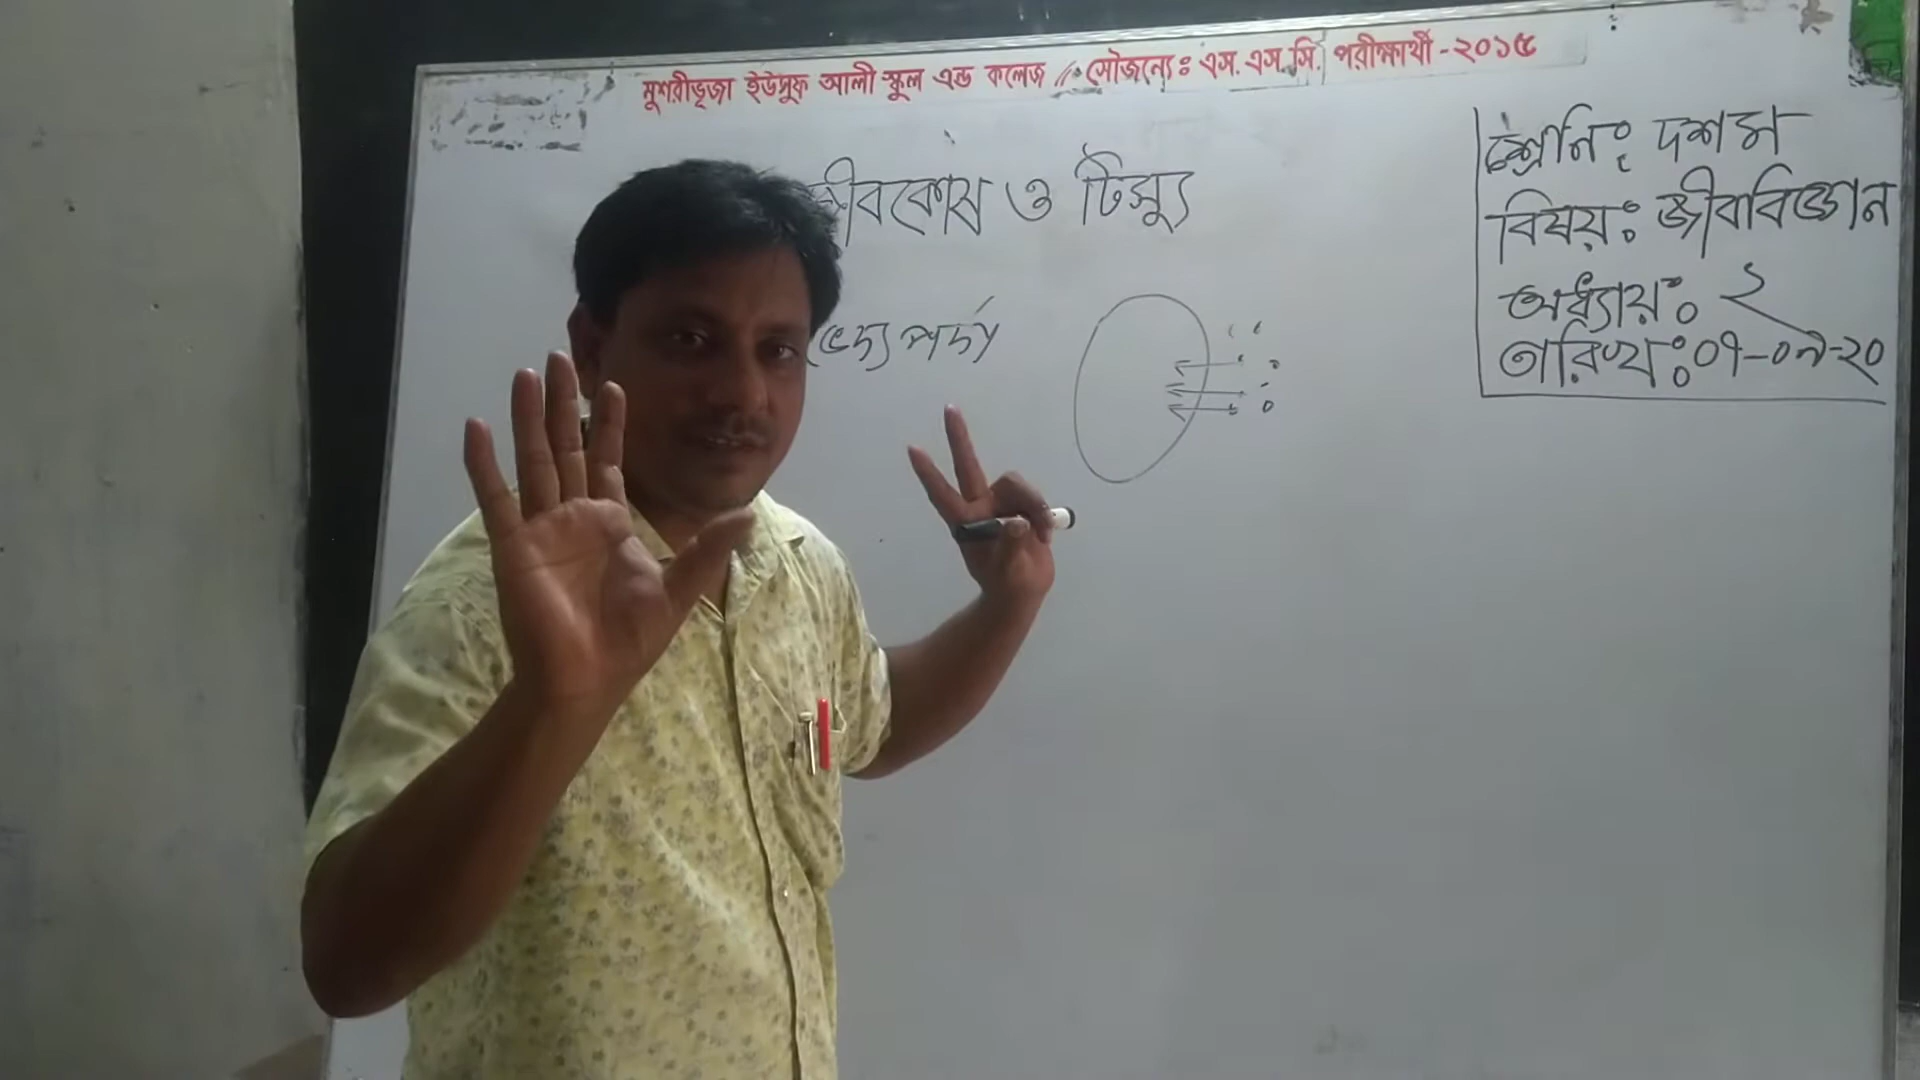 মুশরীভূজা ইউসুফ আলী স্কুল এন্ড কলেজ // সৌজন্যেঃ এস.এস.সি. পরীক্ষার্থী - ২০১৫
জীবকোষ ও টিস্যু
ভেদ্য পর্দা
শ্রেনিঃ দশম
বিষয়ঃ জীববিজ্ঞান
অধ্যায়ঃ ২
তারিখঃ ০৭-০৯-২০